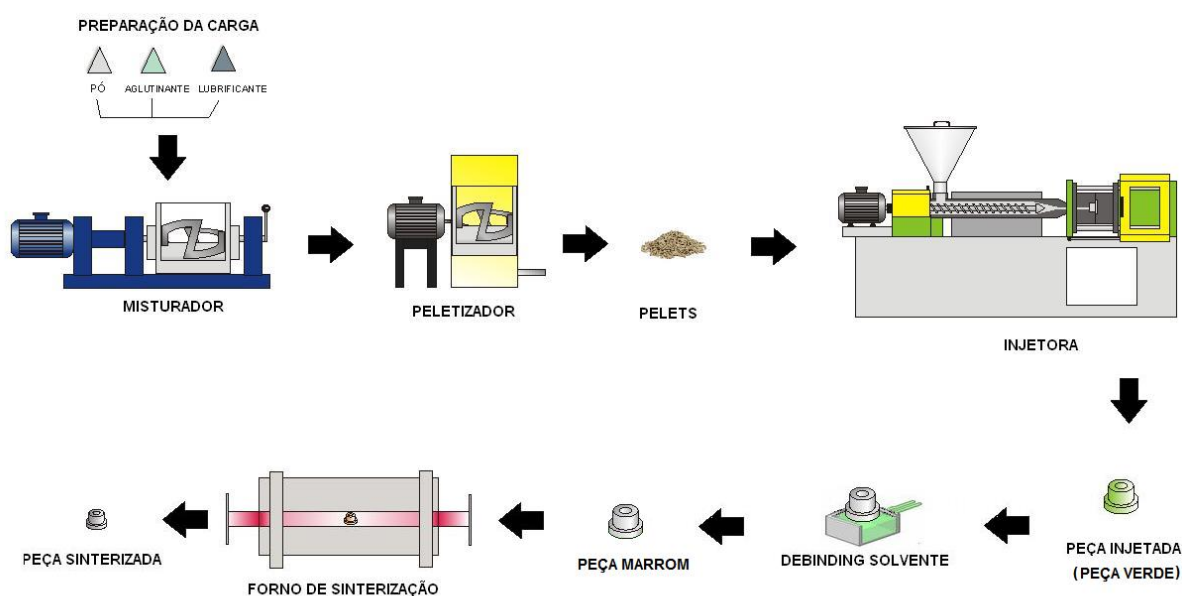 PREPARAÇÃO DA CARGA
PÓ
AGLUTINANTE
LUBRIFICANTE
MISTURADOR
PELETIZADOR
PELETS
INJETORA
PEÇA INJETADA
(PEÇA VERDE)
DEBINDING SOLVENTE
PEÇA MARROM
FORNO DE SINTERIZAÇÃO
PEÇA SINTERIZADA